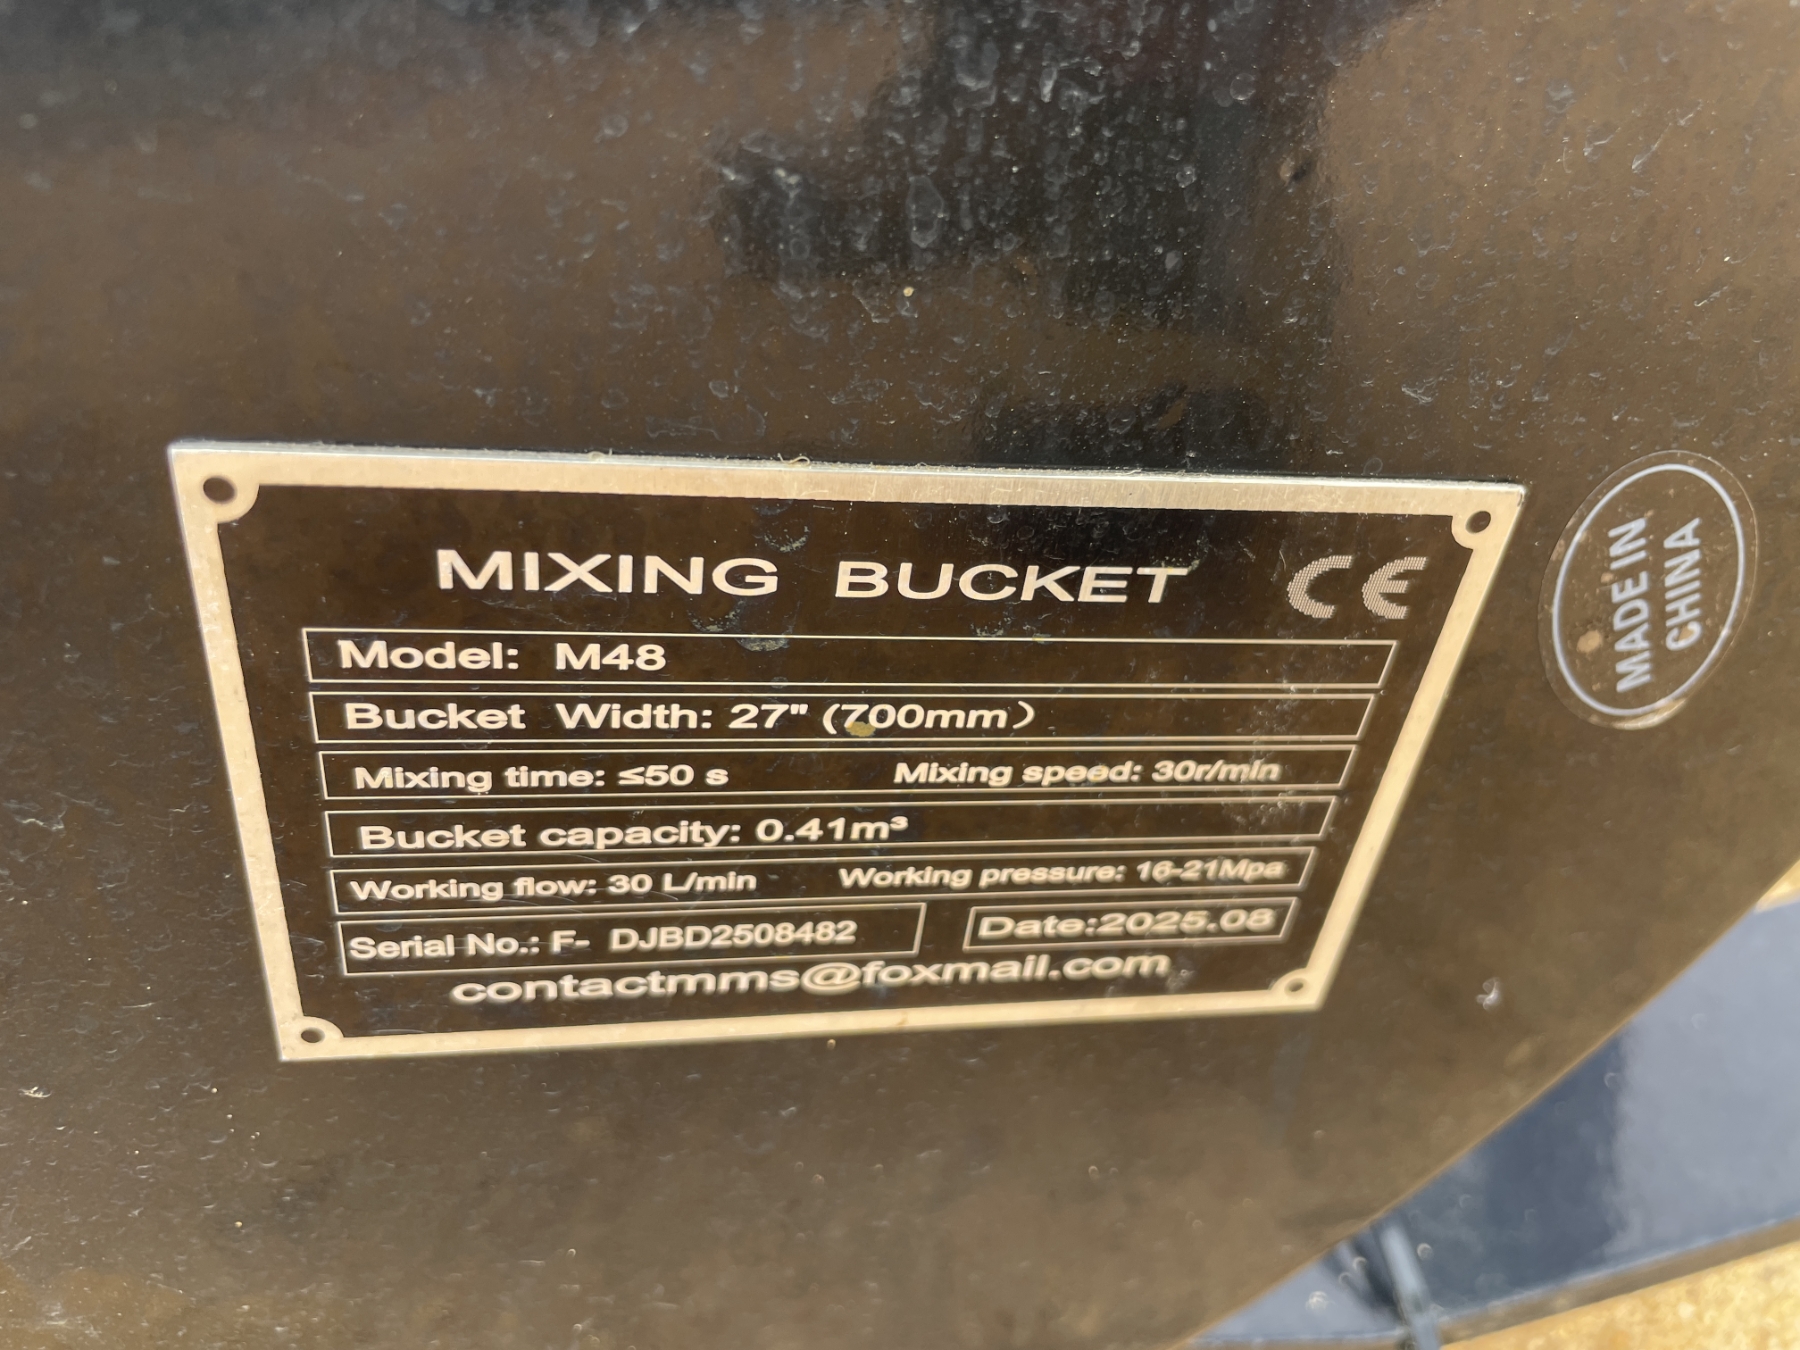 MIXING BUCKET CE
Model: M48
Bucket Width: 27" (700mm)
Mixing time: ≤50 s Mixing speed: 30r/min
Bucket capacity: 0.41m³
Working flow: 30 L/min Working pressure: 16-21Mpa
Serial No.: F- DJBD2508482 Date:2025.08
contactmms@foxmail.com
MADE IN
CHINA